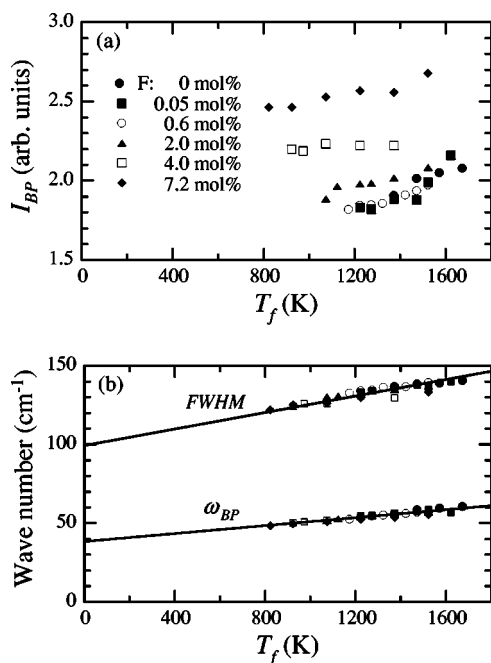 (a)
3.0
2.5
2.0
1.5
I_BP (arb. units)
F: 0 mol%
0.05 mol%
0.6 mol%
2.0 mol%
4.0 mol%
7.2 mol%
0 400 800 1200 1600
T_f (K)
(b)
150
100
50
0
Wave number (cm⁻¹)
FWHM
ω_BP
0 400 800 1200 1600
T_f (K)